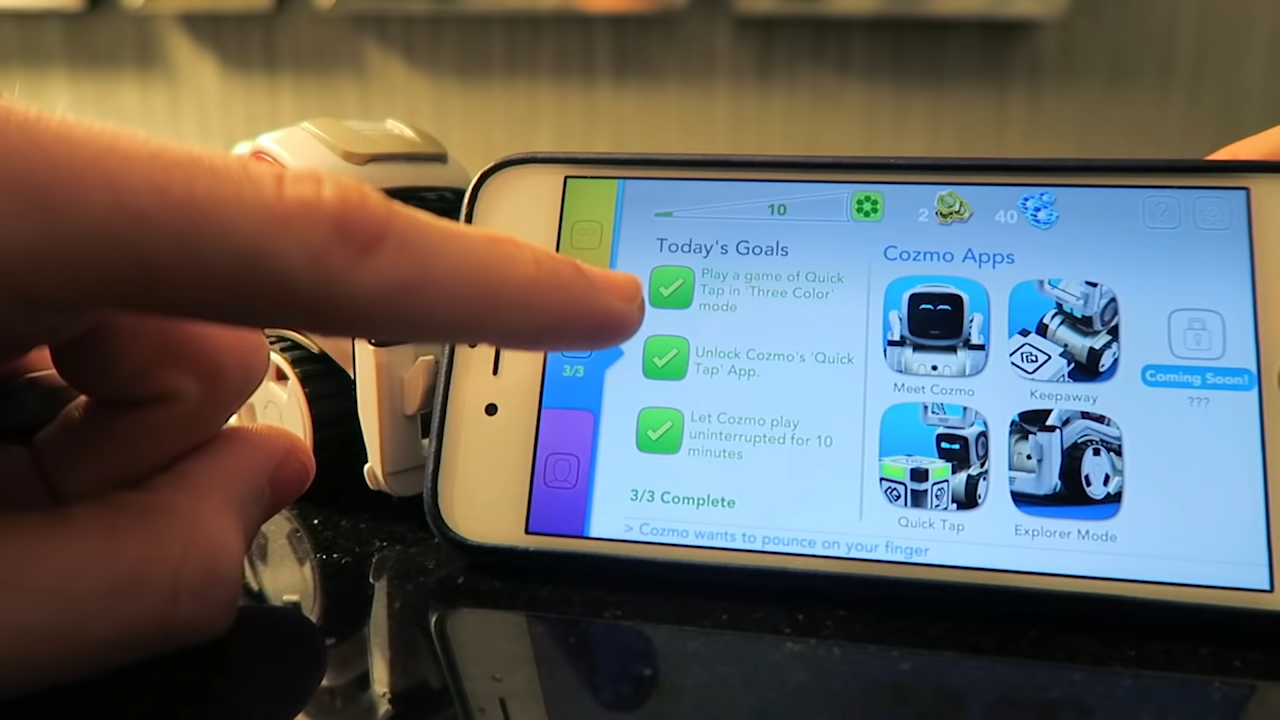 10
2
40
?
Today's Goals
Play a game of Quick
Tap in 'Three Color'
mode
Unlock Cozmo's 'Quick
Tap' App.
Let Cozmo play
uninterrupted for 10
minutes
3/3 Complete
> Cozmo wants to pounce on your finger
3/3
Cozmo Apps
Meet Cozmo
Keepaway
Coming Soon!
???
Quick Tap
Explorer Mode